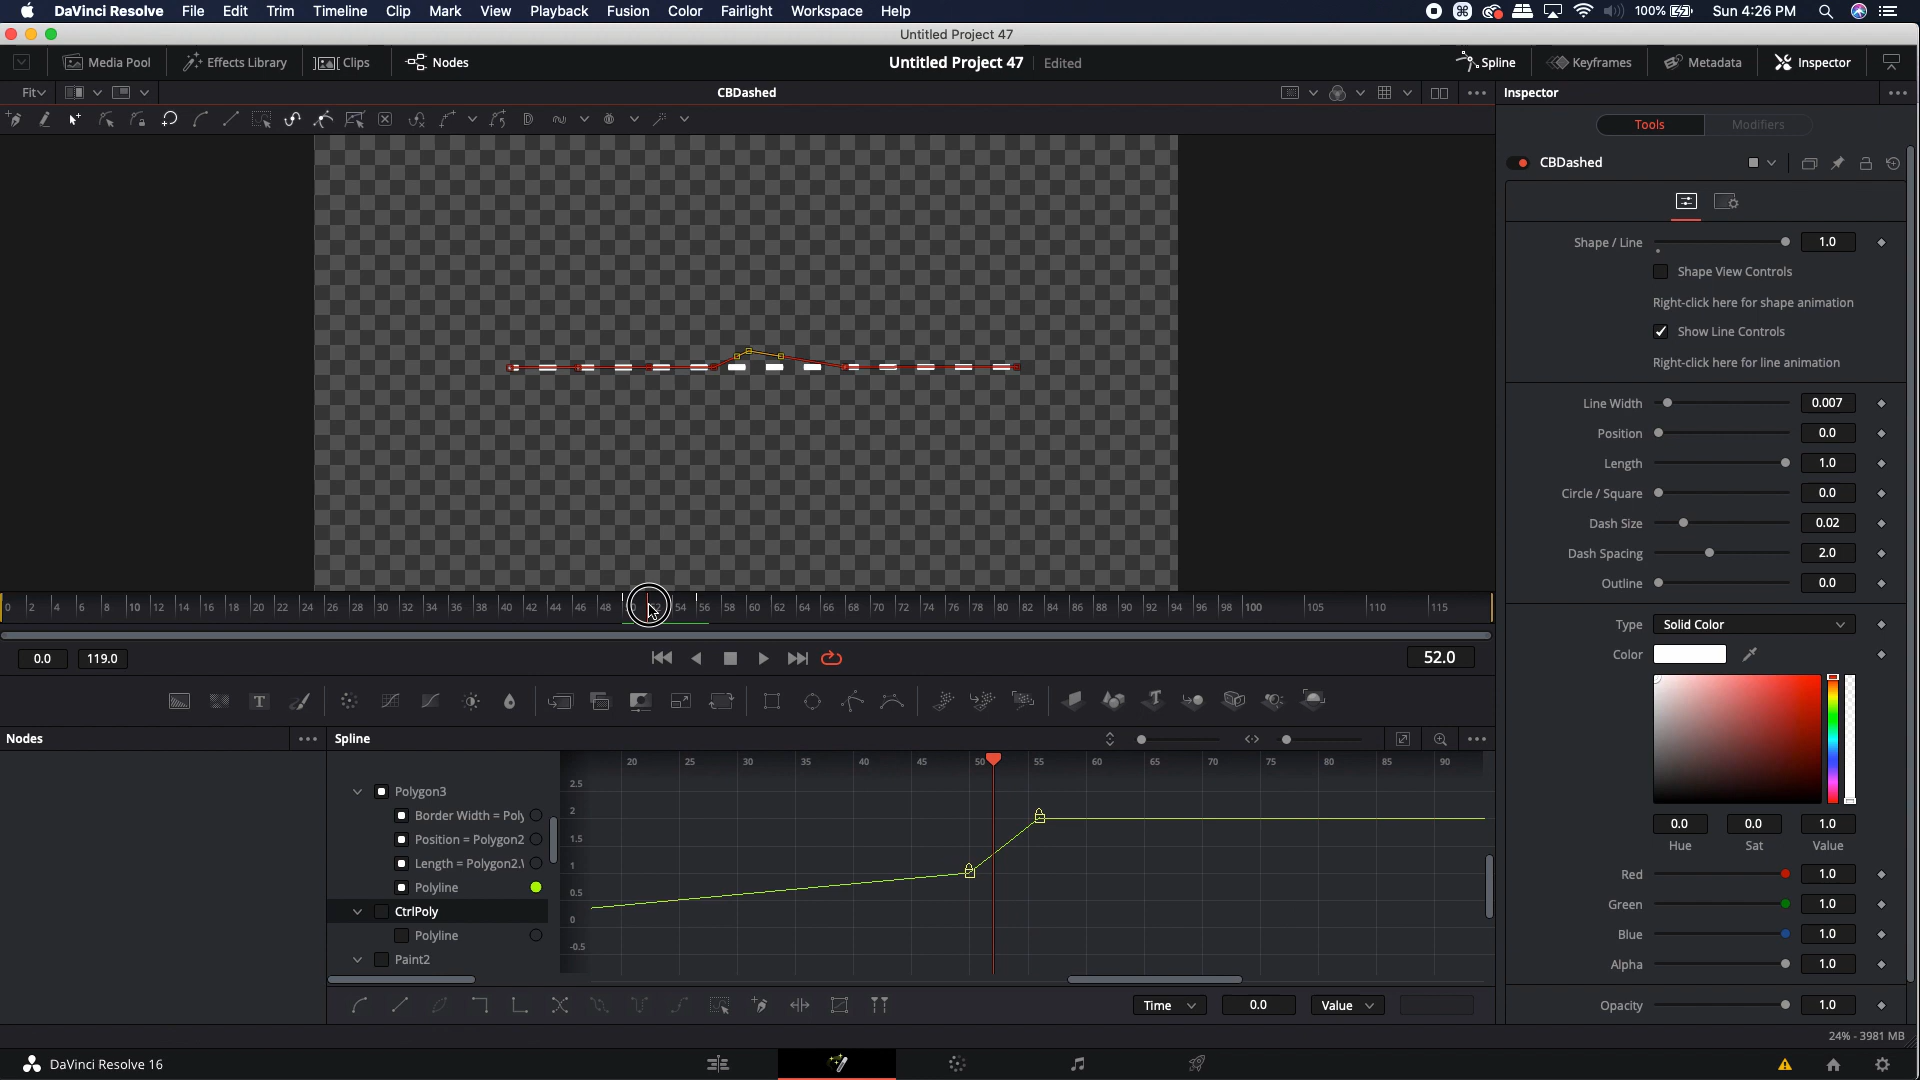 DaVinci Resolve File Edit Trim Timeline Clip Mark View Playback Fusion Color Fairlight Workspace Help 100% Sun 4:26 PM
Untitled Project 47
Media Pool Effects Library Clips Nodes Untitled Project 47 Edited Spline Keyframes Metadata Inspector
Fit CBDashed Inspector
Tools Modifiers
CBDashed
Shape / Line 1.0
Shape View Controls
Right-click here for shape animation
Show Line Controls
Right-click here for line animation
Line Width 0.007
Position 0.0
Length 1.0
Circle / Square 0.0
Dash Size 0.02
Dash Spacing 2.0
Outline 0.0
0 2 4 6 8 10 12 14 16 18 20 22 24 26 28 30 32 34 36 38 40 42 44 46 48 54 56 58 60 62 64 66 68 70 72 74 76 78 80 82 84 86 88 90 92 94 96 98 100 105 110 115
Type Solid Color
Color
0.0 119.0 52.0
Nodes Spline
20 25 30 35 40 45 50 55 60 65 70 75 80 85 90
2.5
2
1.5
1
0.5
0
-0.5
Polygon3
Border Width = Poly
Position = Polygon2
Length = Polygon2.
Polyline
CtrlPoly
Polyline
Paint2
0.0 0.0 1.0
Hue Sat Value
Red 1.0
Green 1.0
Blue 1.0
Alpha 1.0
Opacity 1.0
Time 0.0 Value
24% - 3981 MB
DaVinci Resolve 16